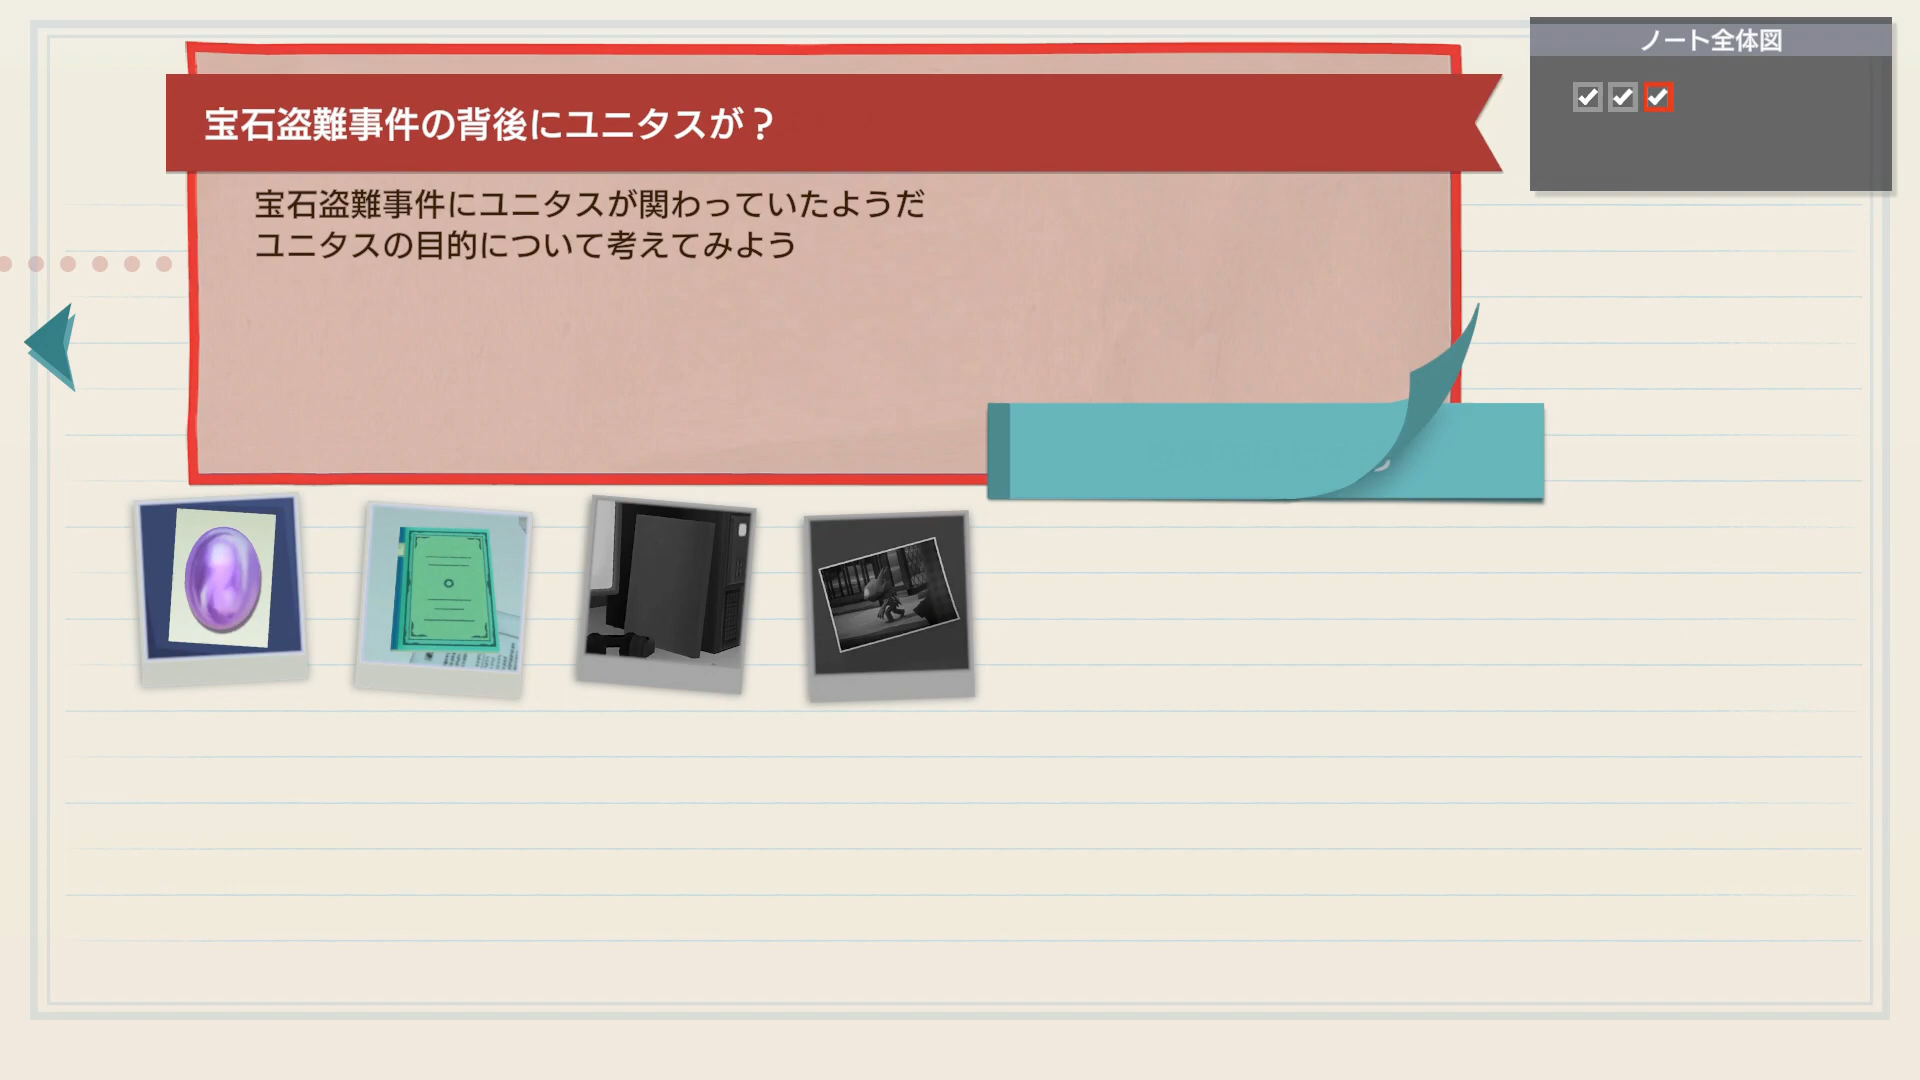 ノート全体図
宝石盗難事件の背後にユニタスが？
宝石盗難事件にユニタスが関わっていたようだ
ユニタスの目的について考えてみよう